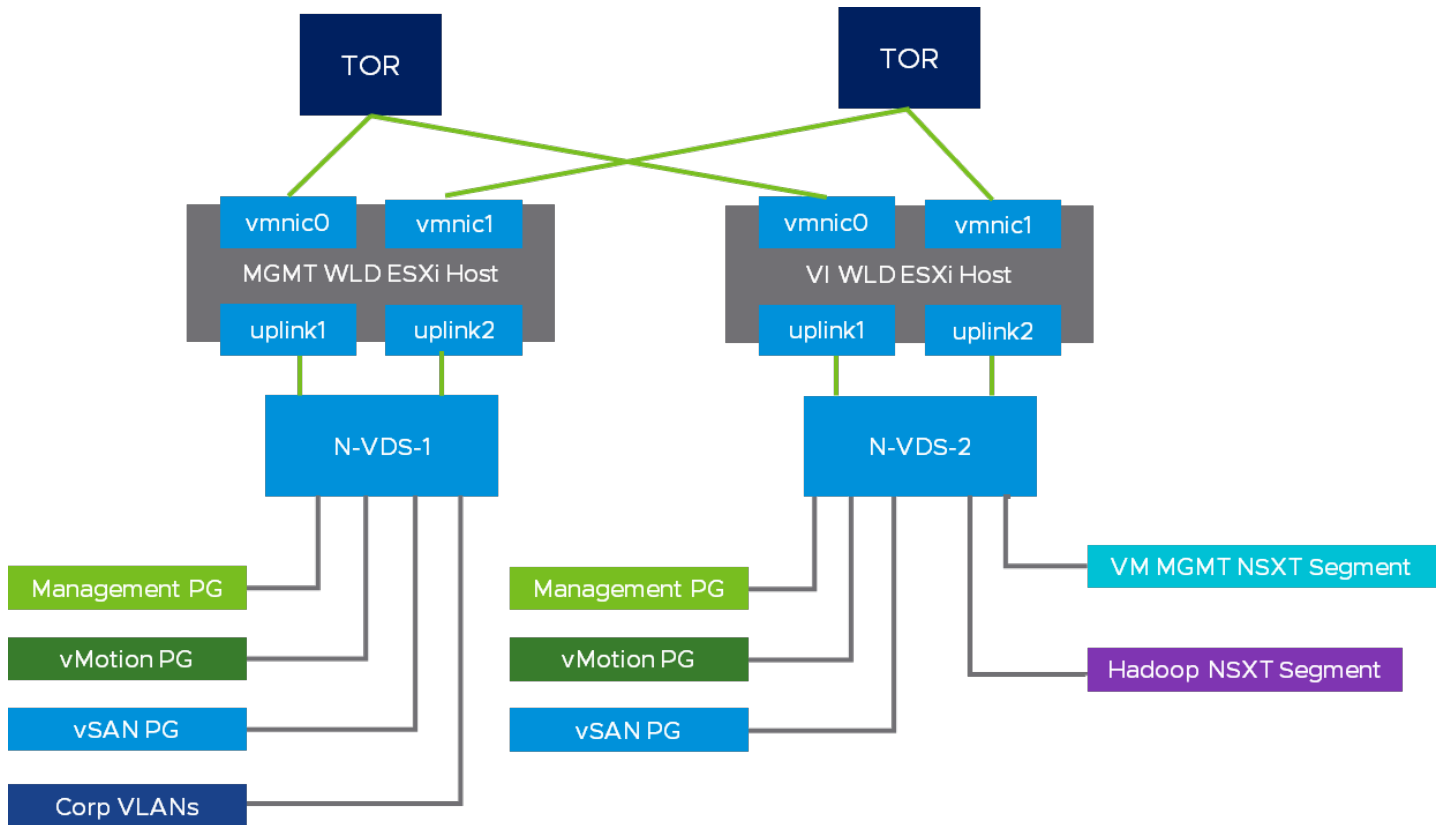 TOR
TOR
vmnic0
vmnic1
MGMT WLD ESXi Host
uplink1
uplink2
vmnic0
vmnic1
VI WLD ESXi Host
uplink1
uplink2
N-VDS-1
N-VDS-2
Management PG
vMotion PG
vSAN PG
Corp VLANs
Management PG
vMotion PG
vSAN PG
VM MGMT NSXT Segment
Hadoop NSXT Segment